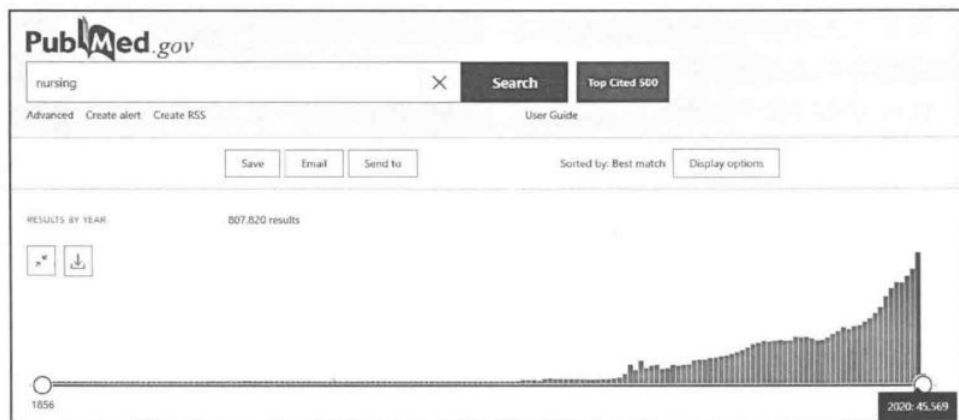 PubMed.gov
nursing
Search
Top Cited 500
Advanced Create alert Create RSS
User Guide
Save Email Send to
Sorted by: Best match Display options
RESULTS BY YEAR
807.820 results
1856
2020: 45.569